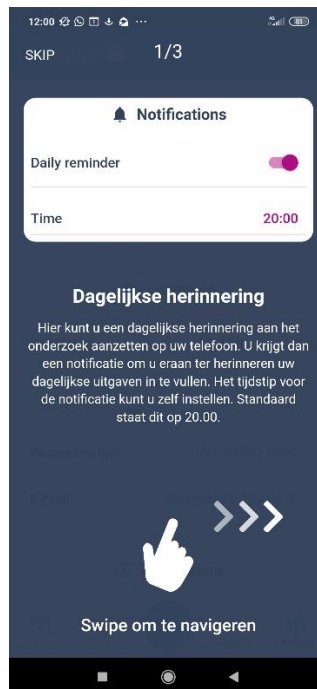 12:00
81
SKIP
1/3
Notifications
Daily reminder
Time
20:00
Dagelijkse herinnering
Hier kunt u een dagelijkse herinnering aan het
onderzoek aanzetten op uw telefoon. U krijgt dan
een notificatie om u eraan ter herinneren uw
dagelijkse uitgaven in te vullen. Het tijdstip voor
de notificatie kunt u zelf instellen. Standaard
staat dit op 20.00.
Swipe om te navigeren